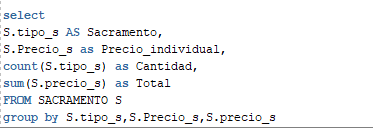 select
S.tipo_s AS Sacramento,
S.Precio_s as Precio_individual,
count(S.tipo_s) as Cantidad,
sum(S.precio_s) as Total
FROM SACRAMENTO S
group by S.tipo_s,S.Precio_s,S.precio_s